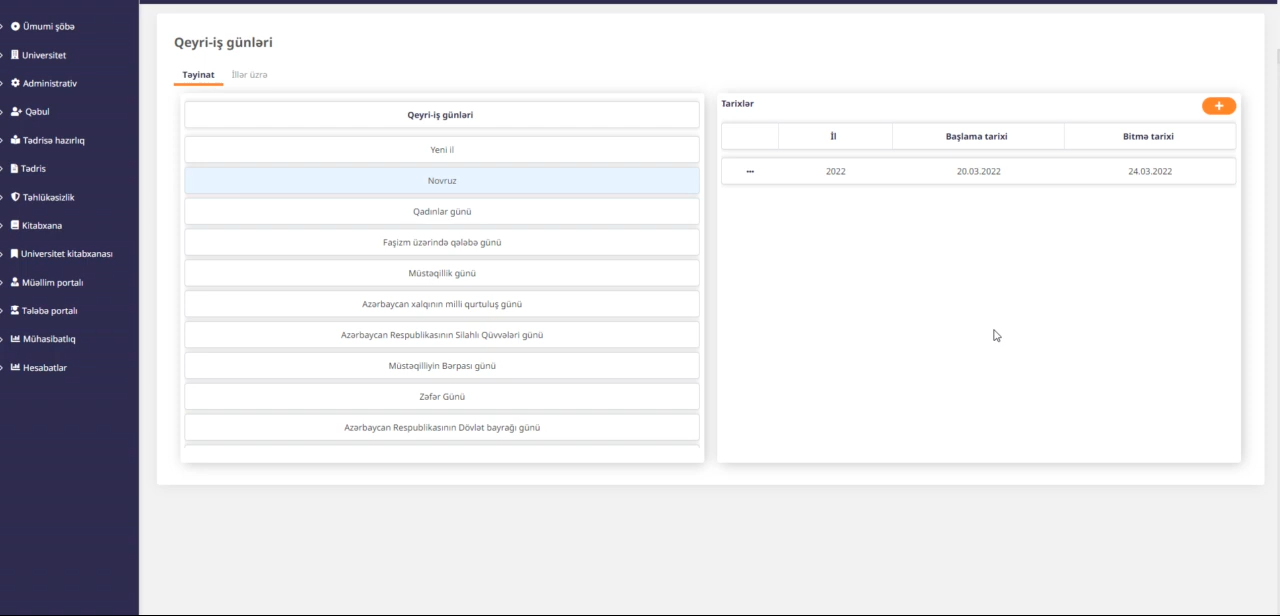 Ümumi şöbə
Universitet
Administrativ
Qəbul
Tədrisə hazırlıq
Tədris
Təhlükəsizlik
Kitabxana
Universitet kitabxanası
Müəllim portalı
Tələbə portalı
Mühasibatlıq
Hesabatlar
Qeyri-iş günləri
Təyinat
İllər üzrə
Qeyri-iş günləri
Yeni il
Novruz
Qadınlar günü
Faşizm üzərində qələbə günü
Müstəqillik günü
Azərbaycan xalqının milli qurtuluş günü
Azərbaycan Respublikasının Silahlı Qüvvələri günü
Müstəqilliyin Bərpası günü
Zəfər Günü
Azərbaycan Respublikasının Dövlət bayrağı günü
Tarixlər
İl Başlama tarixi Bitmə tarixi
2022 20.03.2022 24.03.2022